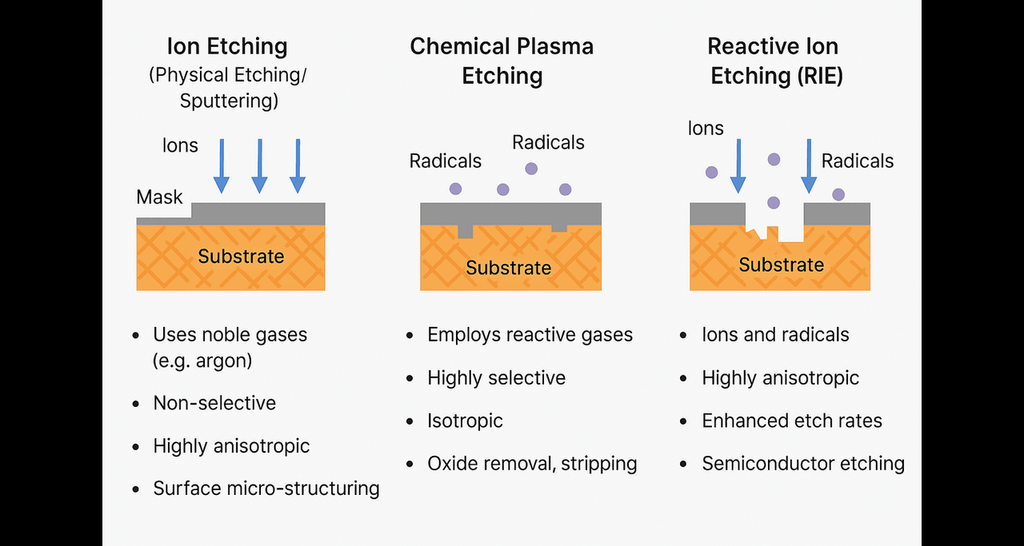 Ion Etching
(Physical Etching/
Sputtering)
Ions
Mask
Substrate
• Uses noble gases
(e.g. argon)
• Non-selective
• Highly anisotropic
• Surface micro-structuring
Chemical Plasma
Etching
Radicals
Radicals
Substrate
• Employs reactive gases
• Highly selective
• Isotropic
• Oxide removal, stripping
Reactive Ion
Etching (RIE)
Ions
Radicals
Substrate
• Ions and radicals
• Highly anisotropic
• Enhanced etch rates
• Semiconductor etching